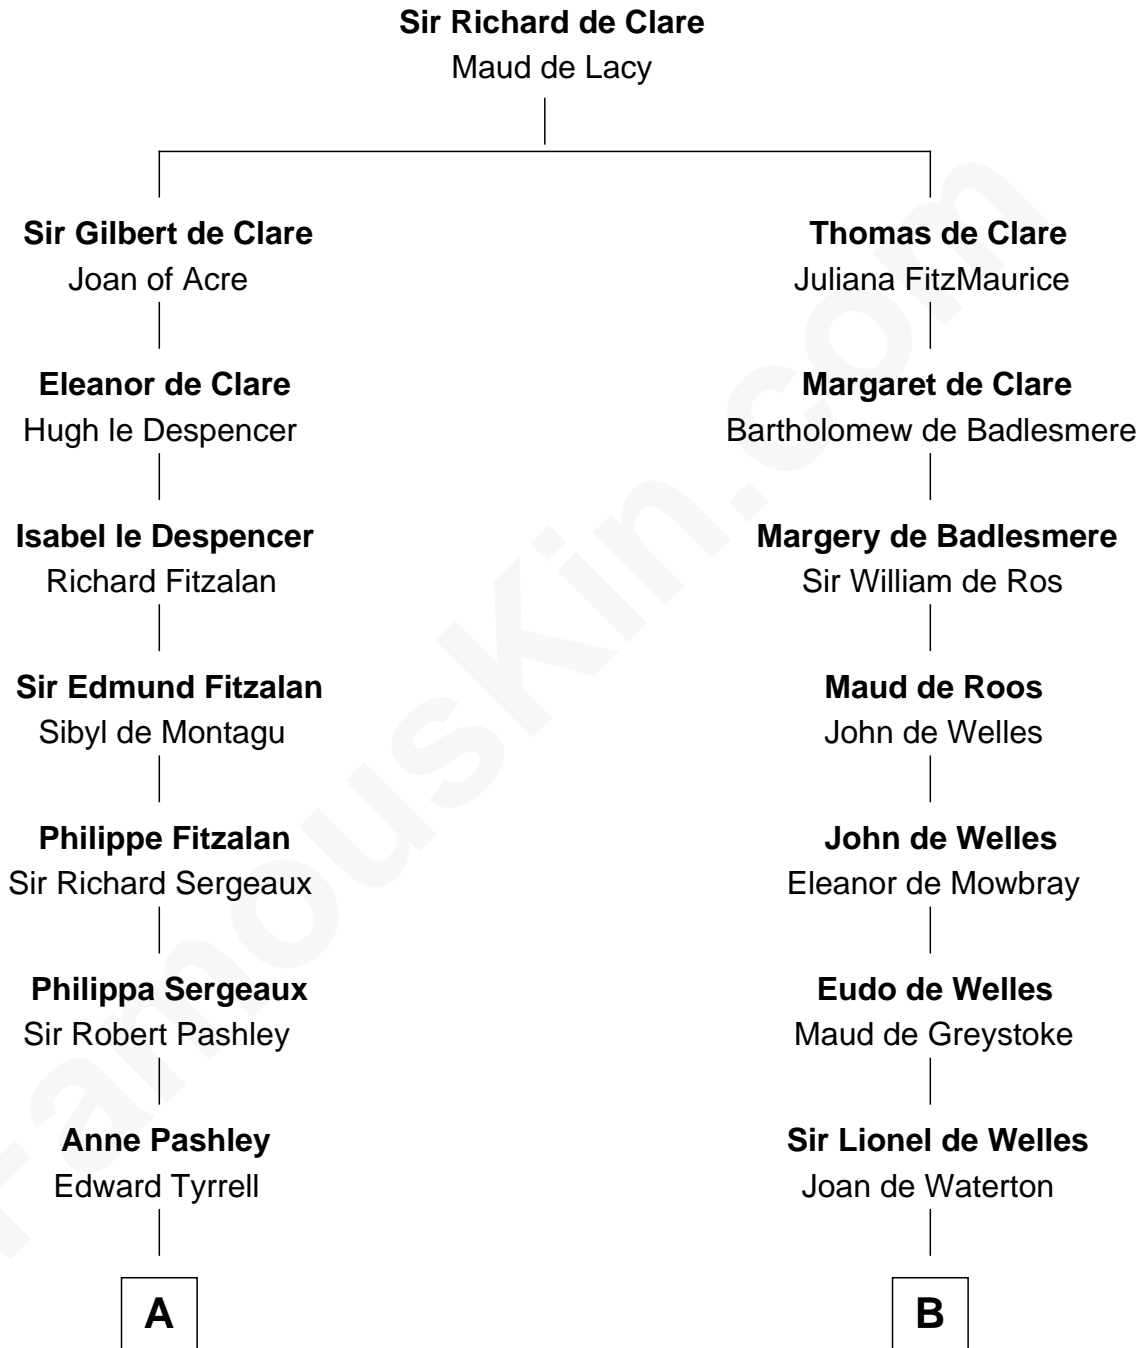 Sir Richard de Clare
Maud de Lacy
Sir Gilbert de Clare
Joan of Acre
Eleanor de Clare
Hugh le Despencer
Isabel le Despencer
Richard Fitzalan
Sir Edmund Fitzalan
Sibyl de Montagu
Philippe Fitzalan
Sir Richard Sergeaux
Philippa Sergeaux
Sir Robert Pashley
Anne Pashley
Edward Tyrrell
A
Thomas de Clare
Juliana FitzMaurice
Margaret de Clare
Bartholomew de Badlesmere
Margery de Badlesmere
Sir William de Ros
Maud de Roos
John de Welles
John de Welles
Eleanor de Mowbray
Eudo de Welles
Maud de Greystoke
Sir Lionel de Welles
Joan de Waterton
B
FamousKin.com